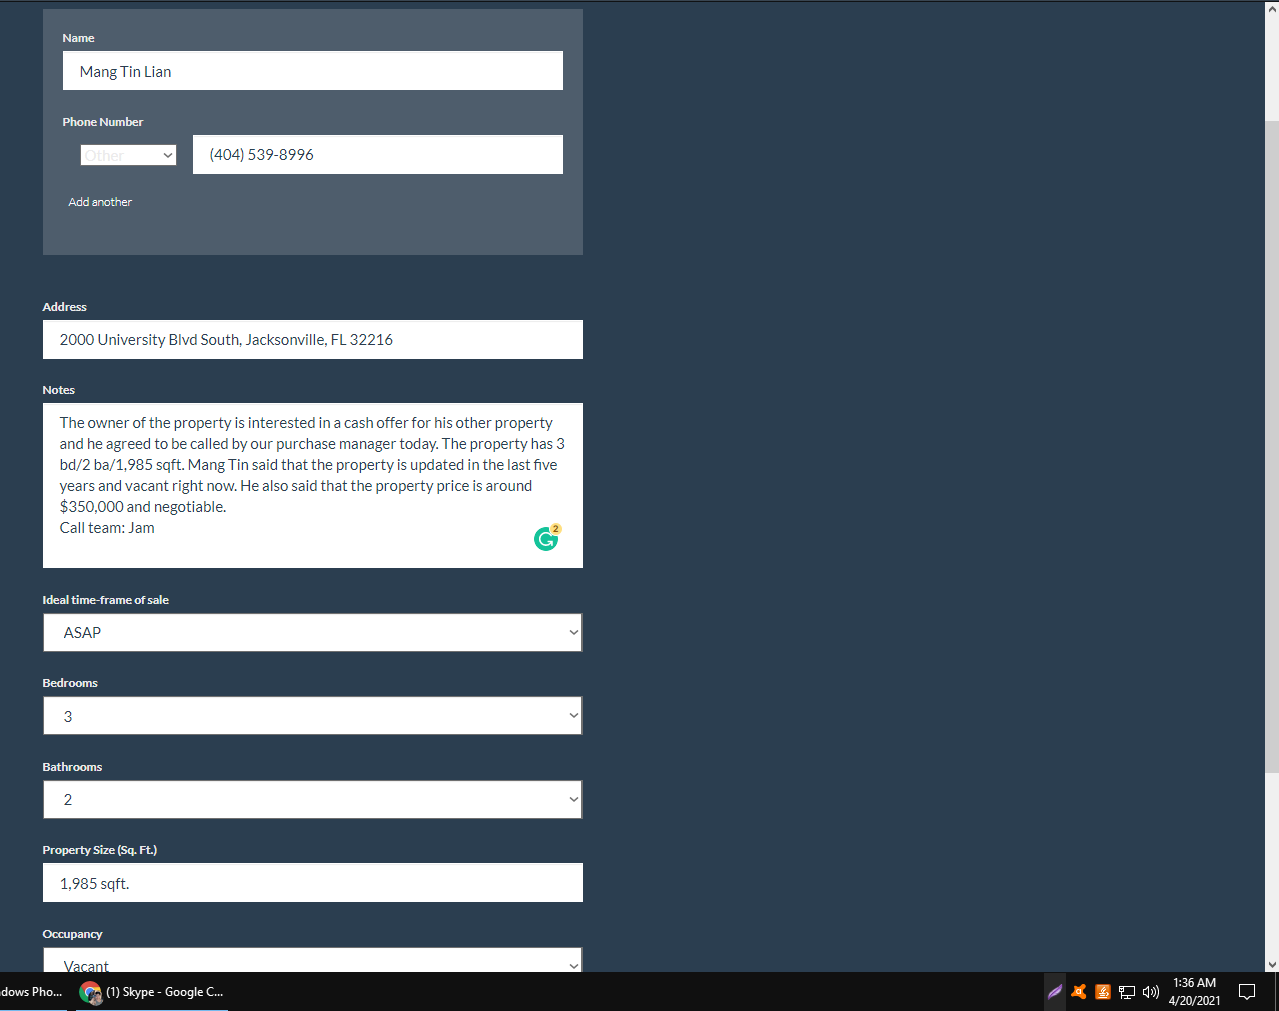 Name
Mang Tin Lian
Phone Number
Other
(404) 539-8996
Add another
Address
2000 University Blvd South, Jacksonville, FL 32216
Notes
The owner of the property is interested in a cash offer for his other property
and he agreed to be called by our purchase manager today. The property has 3
bd/2 ba/1,985 sqft. Mang Tin said that the property is updated in the last five
years and vacant right now. He also said that the property price is around
$350,000 and negotiable.
Call team: Jam
2
Ideal time-frame of sale
ASAP
Bedrooms
3
Bathrooms
2
Property Size (Sq. Ft.)
1,985 sqft.
Occupancy
Vacant
dows Pho...
(1) Skype - Google C...
1:36 AM
4/20/2021